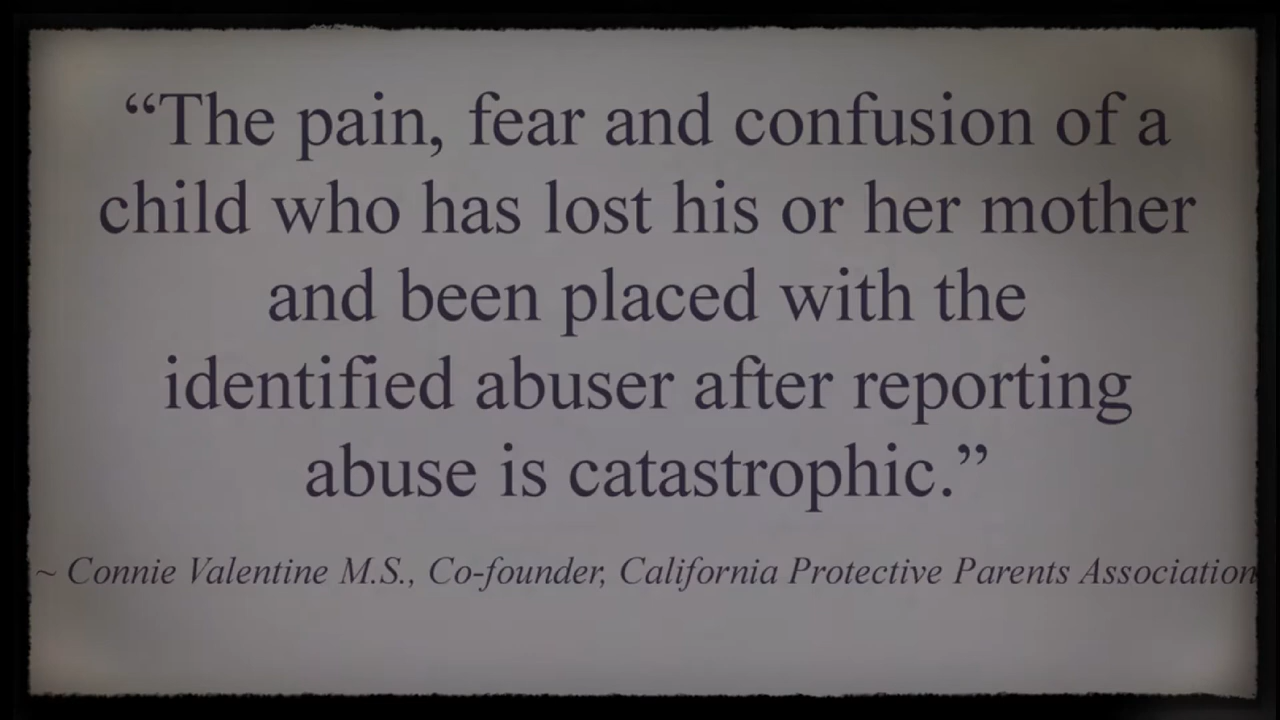 “The pain, fear and confusion of a
child who has lost his or her mother
and been placed with the
identified abuser after reporting
abuse is catastrophic.”
~ Connie Valentine M.S., Co-founder, California Protective Parents Association